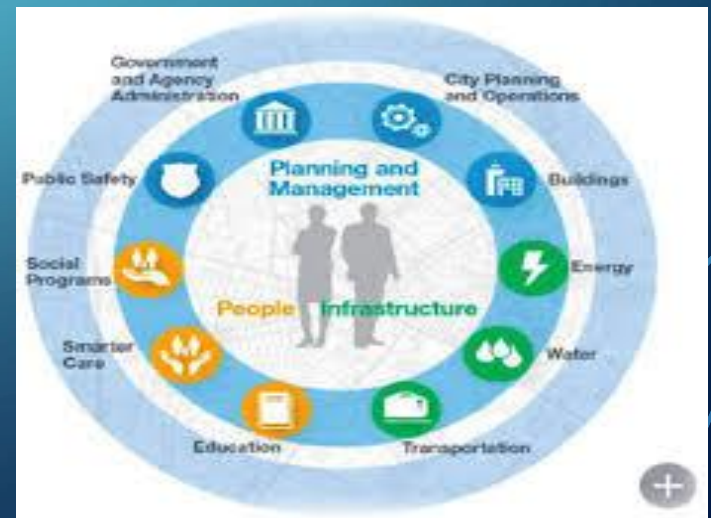 Government
and Agency
Administration
City Planning
and Operations
Public Safety
Planning and
Management
Buildings
Social
Programs
Energy
People
Infrastructure
Smarter
Care
Water
Education
Transportation